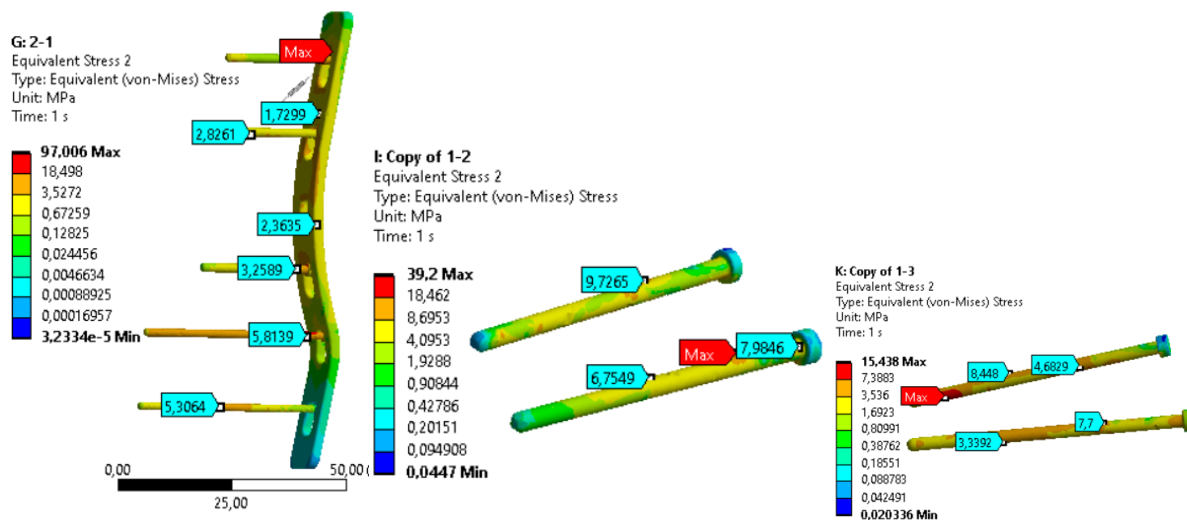 G: 2-1
Equivalent Stress 2
Type: Equivalent (von-Mises) Stress
Unit: MPa
Time: 1 s
97,006 Max
18,498
3,5272
0,67259
0,12825
0,024456
0,0046634
0,00088925
0,00016957
3,2334e-5 Min
Max
1,7299
2,8261
2,3635
3,2589
5,8139
5,3064
0,00
50,00(
25,00
I: Copy of 1-2
Equivalent Stress 2
Type: Equivalent (von-Mises) Stress
Unit: MPa
Time: 1 s
39,2 Max
18,462
8,6953
4,0953
1,9288
0,90844
0,42786
0,20151
0,094908
0,0447 Min
9,7265
Max
7,9846
6,7549
K: Copy of 1-3
Equivalent Stress 2
Type: Equivalent (von-Mises) Stress
Unit: MPa
Time: 1 s
15,438 Max
7,3883
3,536
1,6923
0,80991
0,38762
0,18551
0,088783
0,042491
0,020336 Min
8,448
4,6829
Max
7,7
3,3392